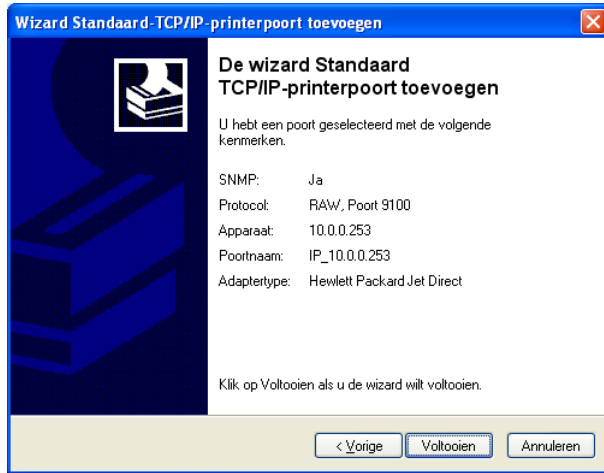 Wizard Standaard-TCP/IP-printerpoort toevoegen
De wizard Standaard
TCP/IP-printerpoort toevoegen
U hebt een poort geselecteerd met de volgende
kenmerken.
SNMP: Ja
Protocol: RAW, Poort 9100
Apparaat: 10.0.0.253
Poortnaam: IP_10.0.0.253
Adaptertype: Hewlett Packard Jet Direct
Klik op Voltooien als u de wizard wilt voltooien.
< Vorige Voltooien Annuleren